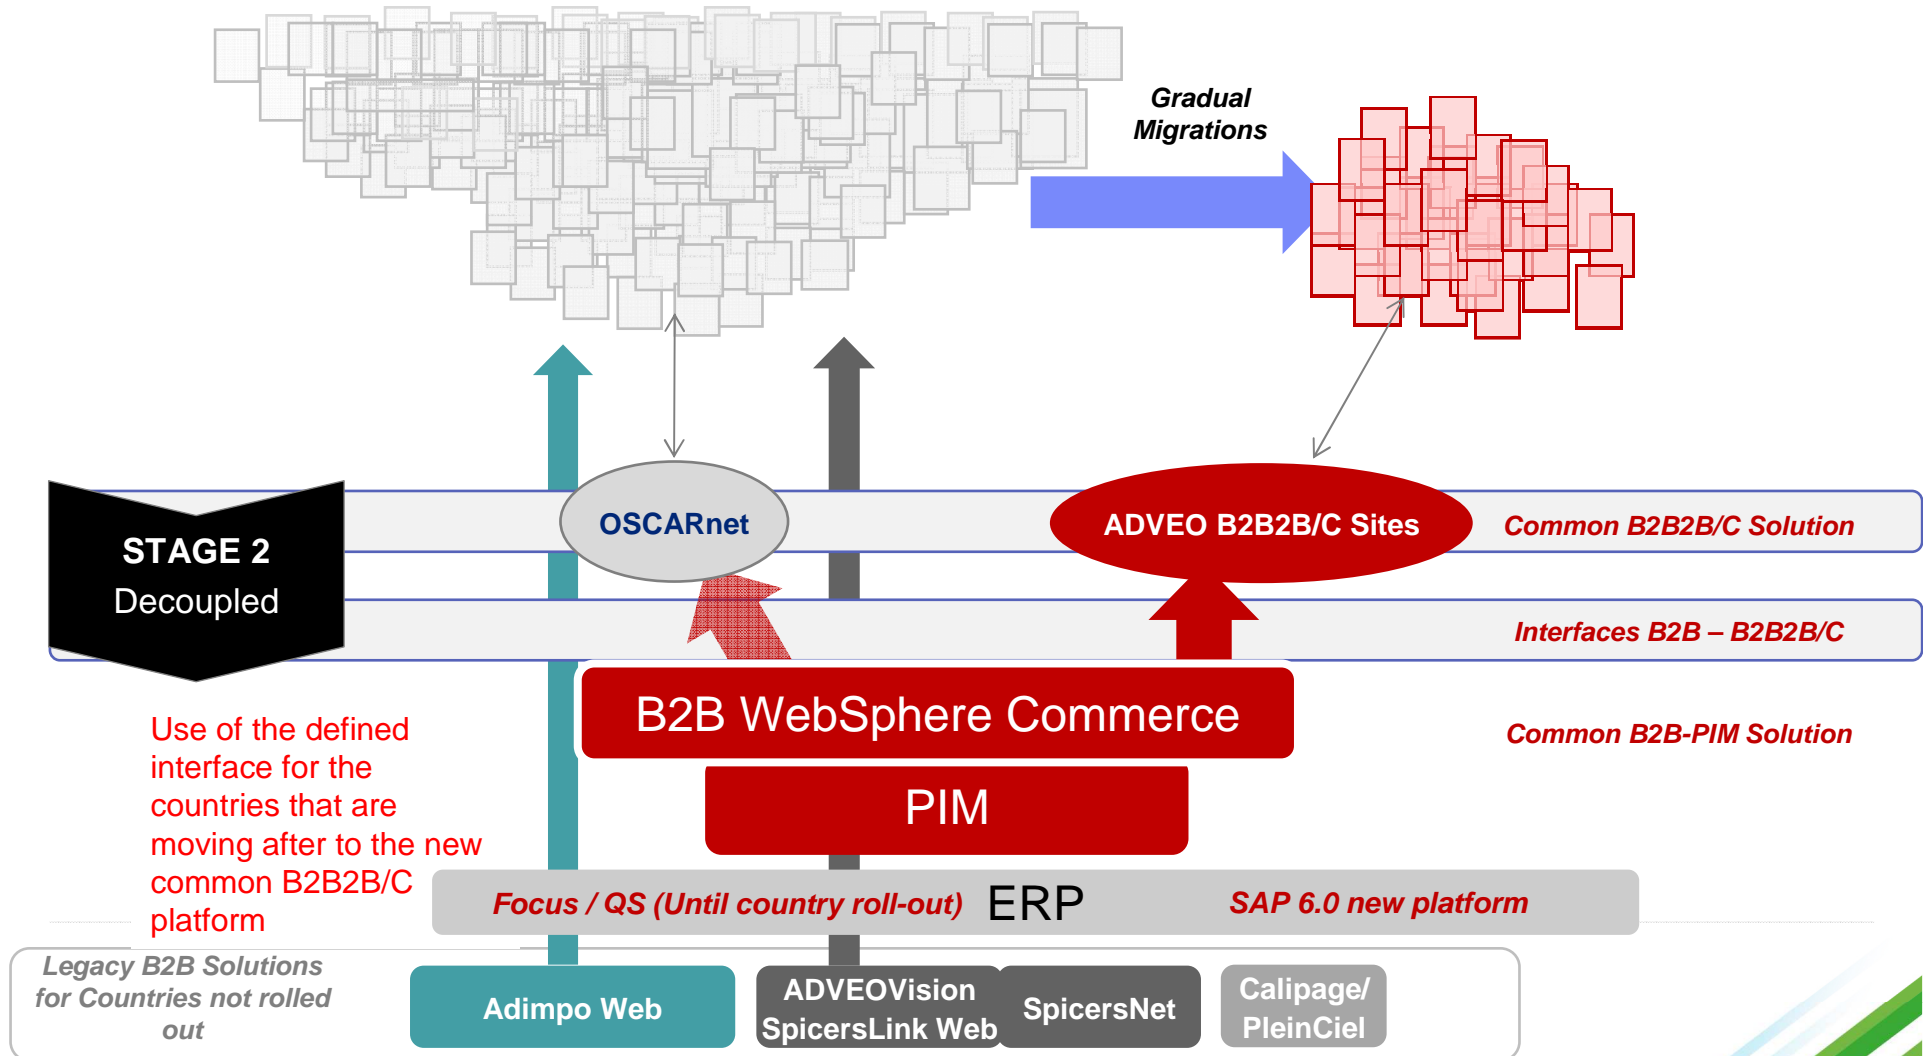 Gradual
Migrations
STAGE 2
Decoupled
OSCARnet
ADVEO B2B2B/C Sites
Common B2B2B/C Solution
Interfaces B2B – B2B2B/C
B2B WebSphere Commerce
Common B2B-PIM Solution
PIM
Use of the defined
interface for the
countries that are
moving after to the new
common B2B2B/C
platform
Focus / QS (Until country roll-out)
ERP
SAP 6.0 new platform
Legacy B2B Solutions
for Countries not rolled
out
Adimpo Web
ADVEOVision
SpicersLink Web
SpicersNet
Calipage/
PleinCiel